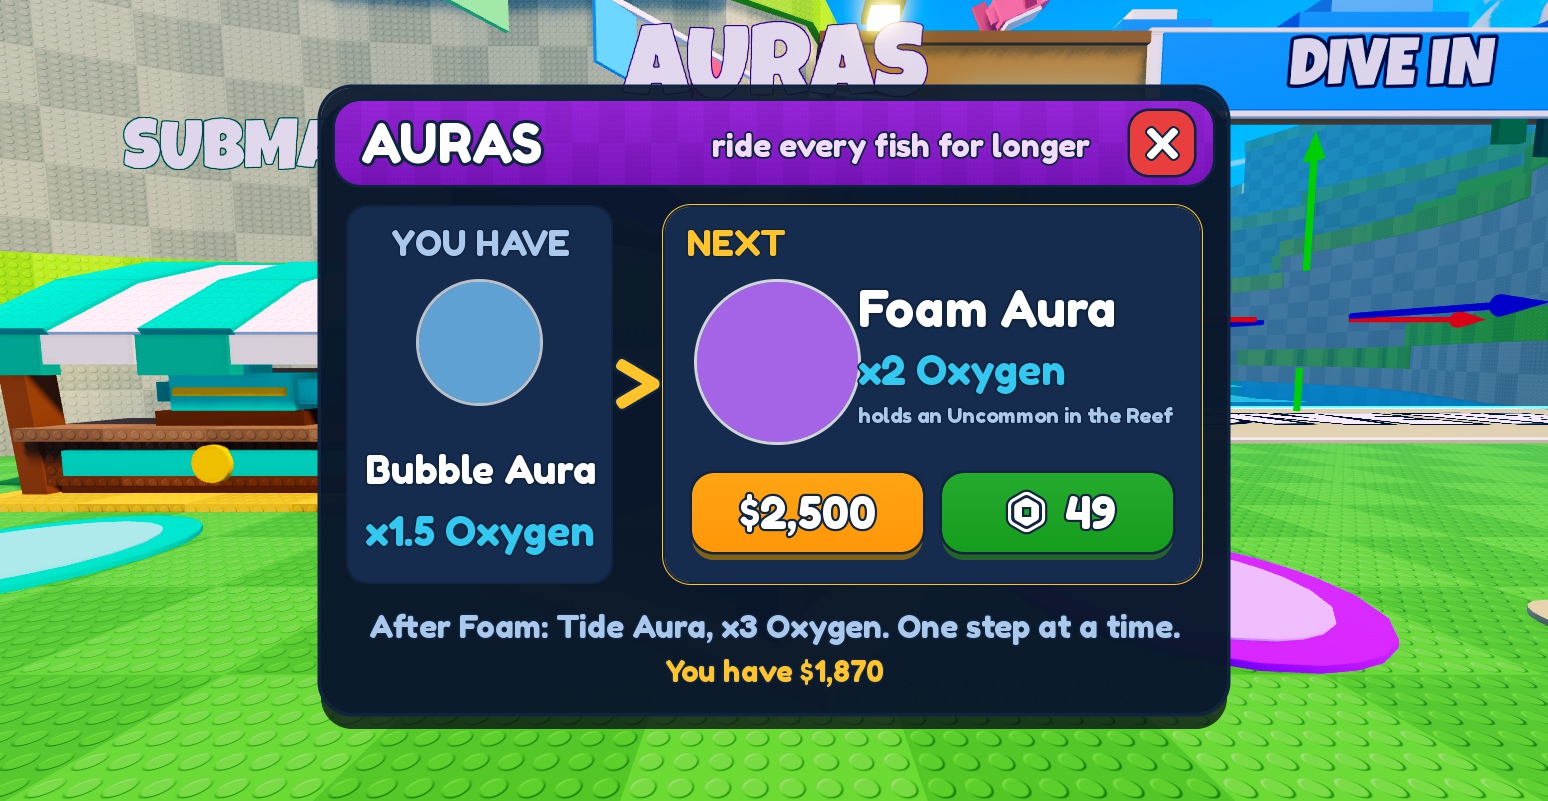 AURAS
DIVE IN
SUBMA
AURAS
ride every fish for longer
YOU HAVE
Bubble Aura
x1.5 Oxygen
>
NEXT
Foam Aura
x2 Oxygen
holds an Uncommon in the Reef
$2,500
49
After Foam: Tide Aura, x3 Oxygen. One step at a time.
You have $1,870